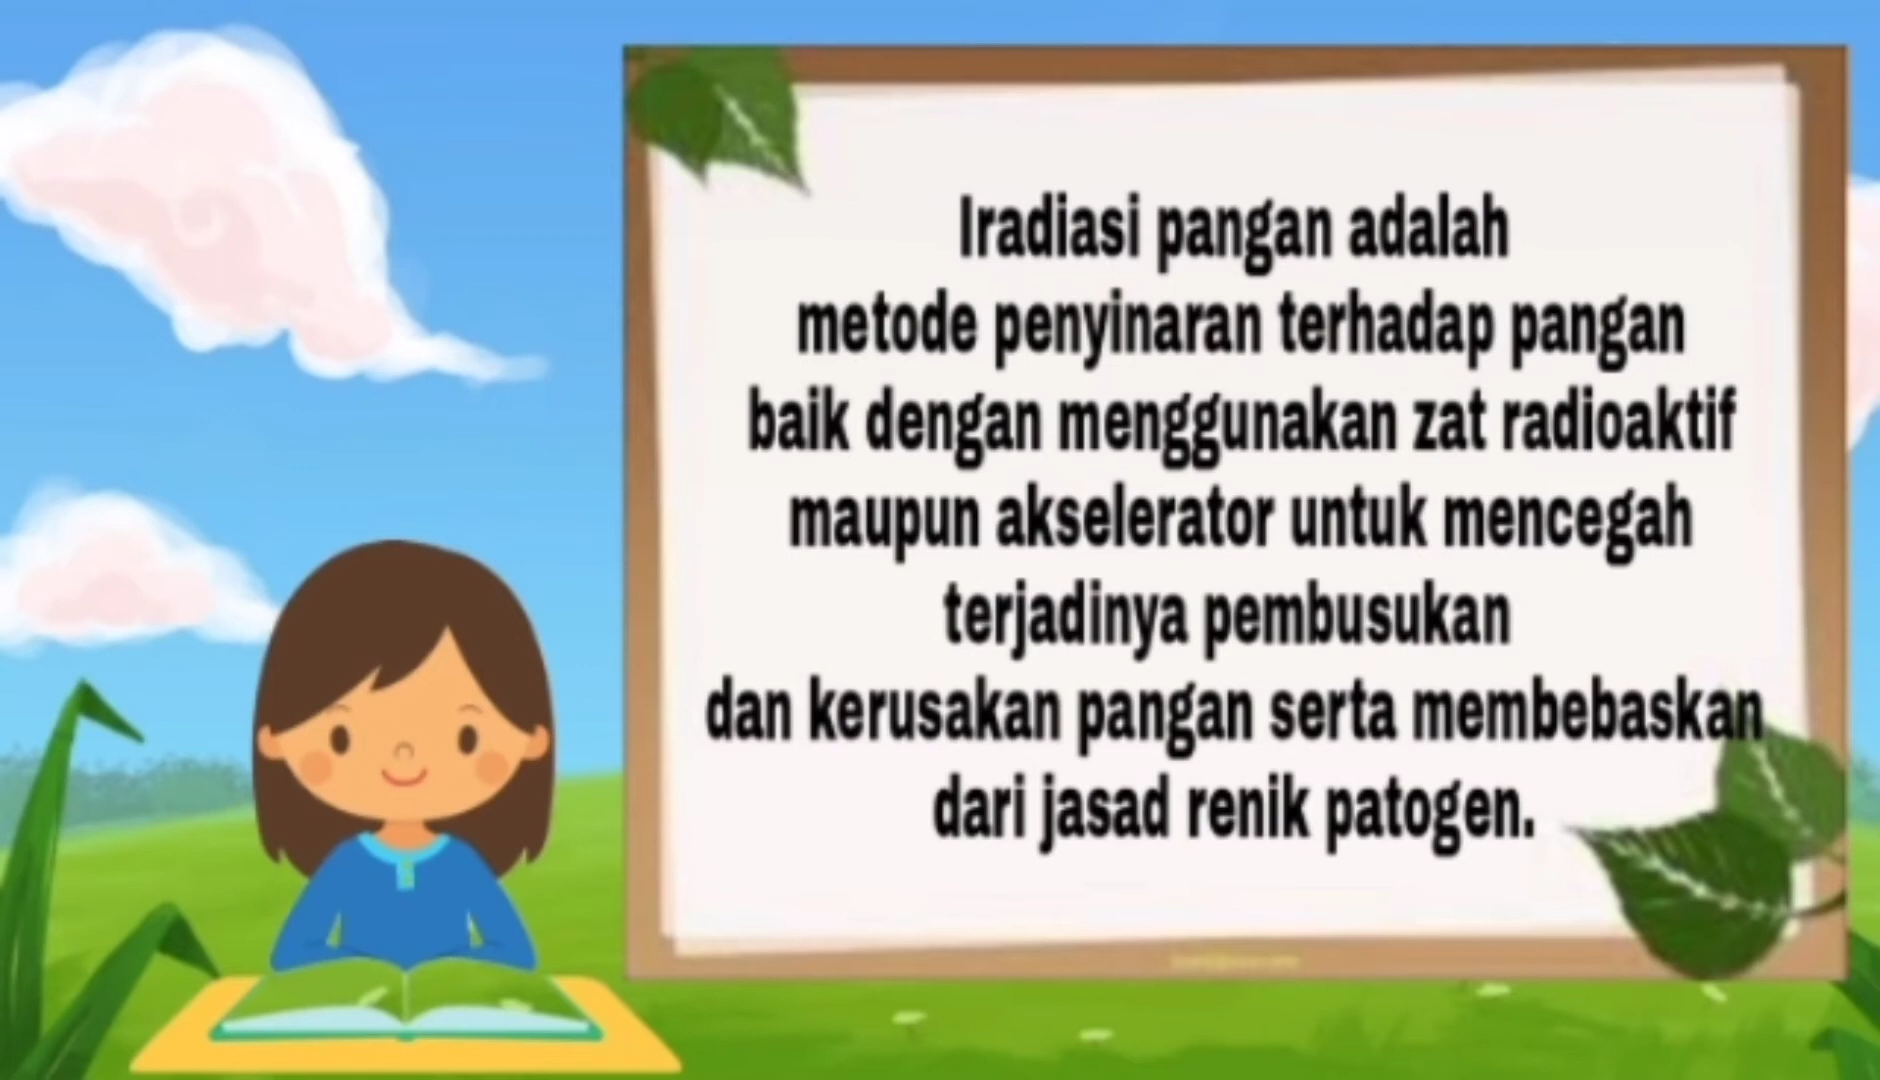 Iradiasi pangan adalah
metode penyinaran terhadap pangan
baik dengan menggunakan zat radioaktif
maupun akselerator untuk mencegah
terjadinya pembusukan
dan kerusakan pangan serta membebaskan
dari jasad renik patogen.